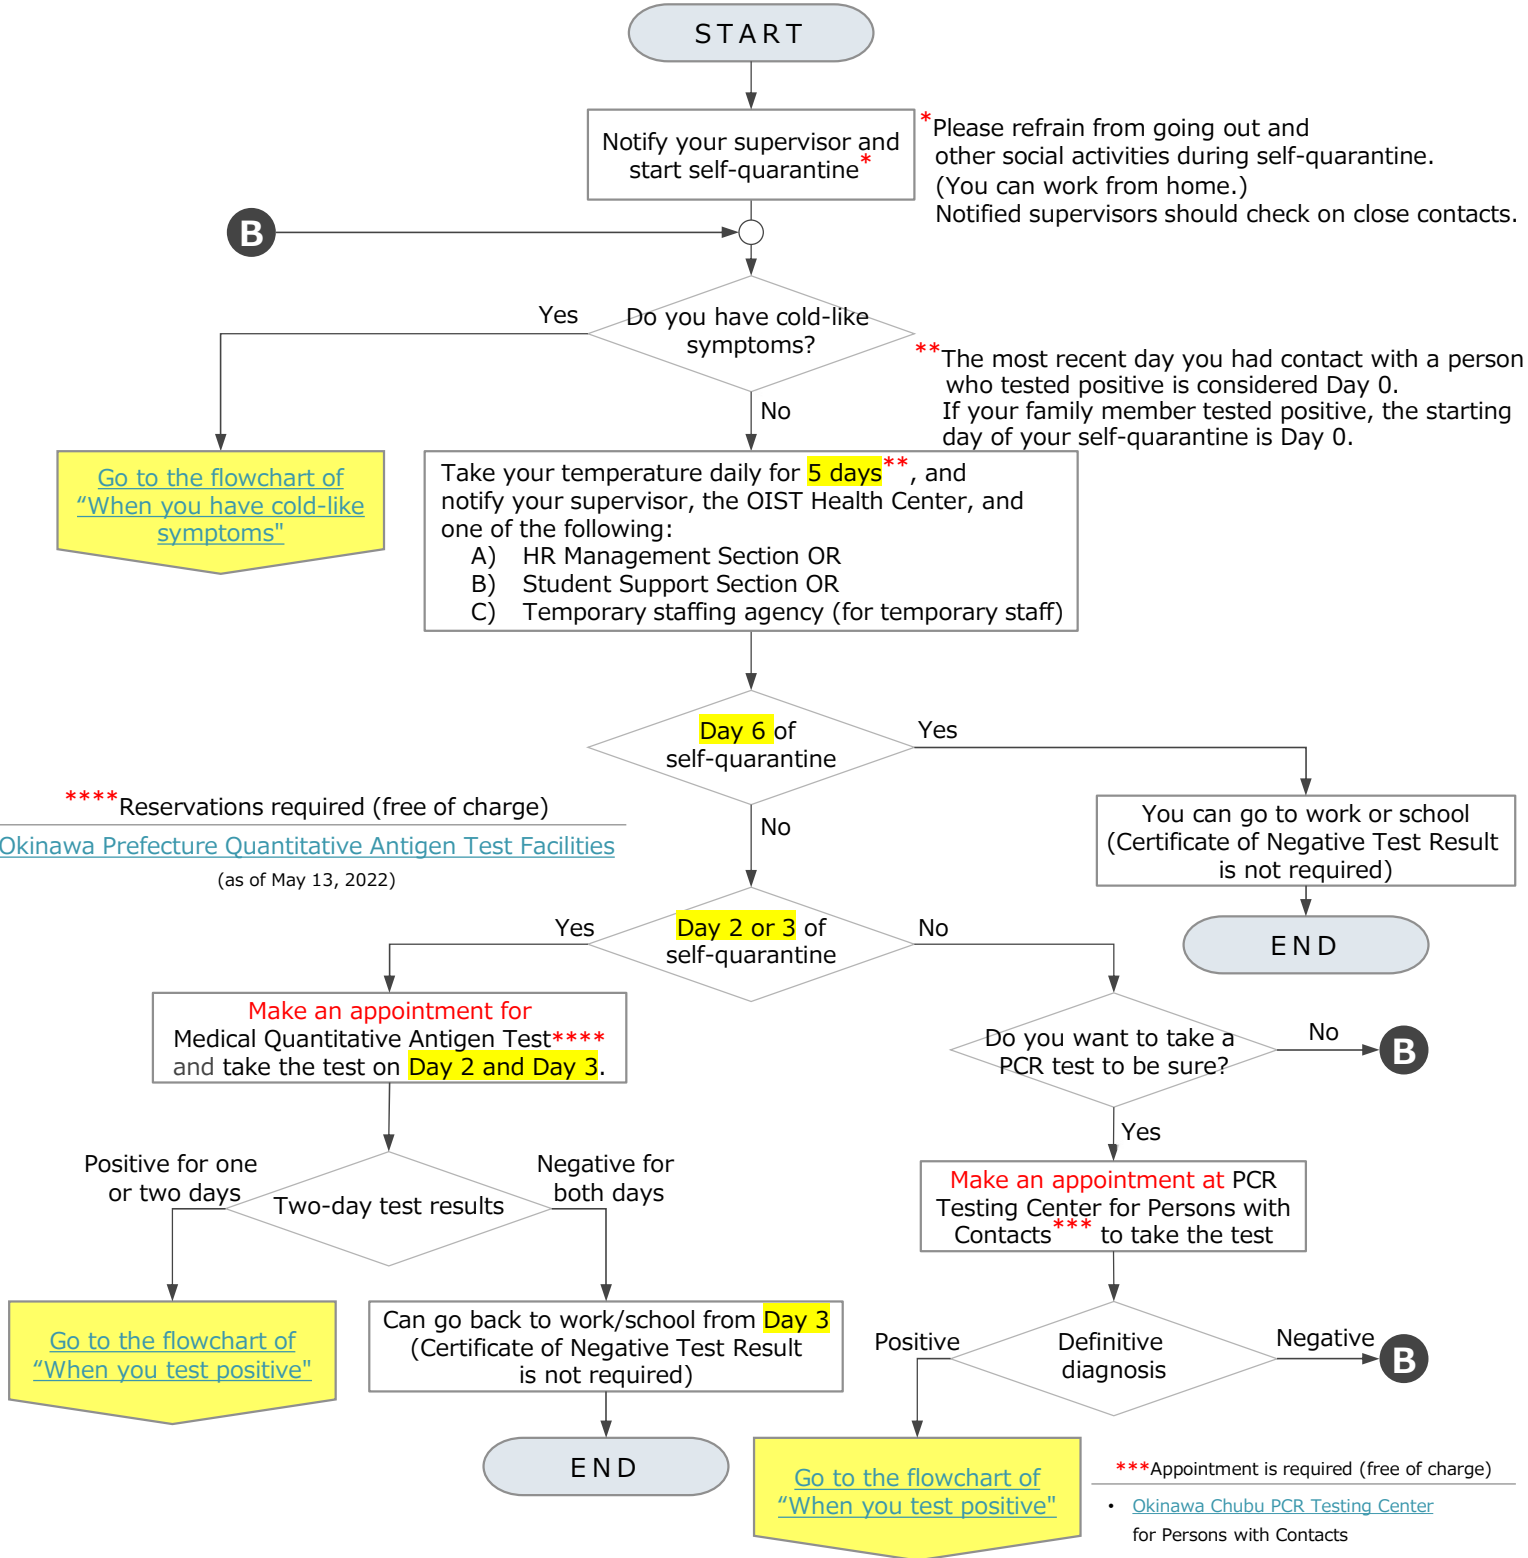 START
Notify your supervisor and
start self-quarantine*
*Please refrain from going out and
other social activities during self-quarantine.
(You can work from home.)
Notified supervisors should check on close contacts.
B
Do you have cold-like
symptoms?
Yes
No
**The most recent day you had contact with a person
who tested positive is considered Day 0.
If your family member tested positive, the starting
day of your self-quarantine is Day 0.
Go to the flowchart of
“When you have cold-like
symptoms"
Take your temperature daily for 5 days**, and
notify your supervisor, the OIST Health Center, and
one of the following:
A) HR Management Section OR
B) Student Support Section OR
C) Temporary staffing agency (for temporary staff)
Day 6 of
self-quarantine
Yes
No
You can go to work or school
(Certificate of Negative Test Result
is not required)
END
****Reservations required (free of charge)
Okinawa Prefecture Quantitative Antigen Test Facilities
(as of May 13, 2022)
Day 2 or 3 of
self-quarantine
Yes
No
Make an appointment for
Medical Quantitative Antigen Test****
and take the test on Day 2 and Day 3.
Do you want to take a
PCR test to be sure?
No
B
Yes
Positive for one
or two days
Two-day test results
Negative for
both days
Make an appointment at PCR
Testing Center for Persons with
Contacts*** to take the test
Go to the flowchart of
“When you test positive"
Can go back to work/school from Day 3
(Certificate of Negative Test Result
is not required)
END
Positive
Definitive
diagnosis
Negative
B
Go to the flowchart of
“When you test positive"
***Appointment is required (free of charge)
• Okinawa Chubu PCR Testing Center
for Persons with Contacts